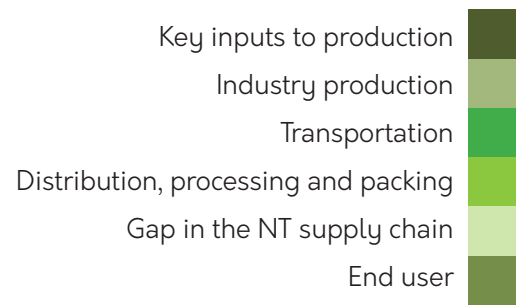 Key inputs to production
Industry production
Transportation
Distribution, processing and packing
Gap in the NT supply chain
End user